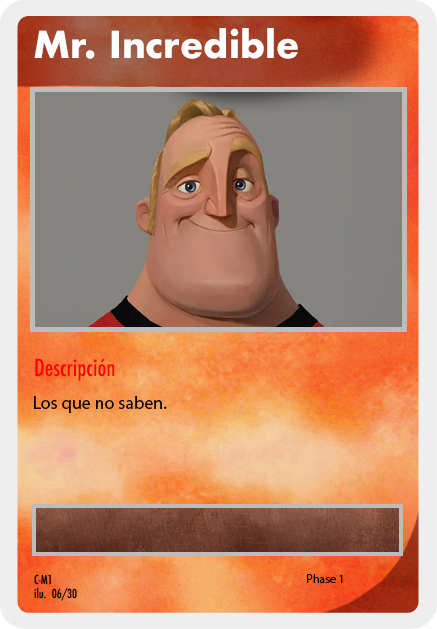 Mr. Incredible
Descripción
Los que no saben.
C-M1
Phase 1
ilu. 06/30